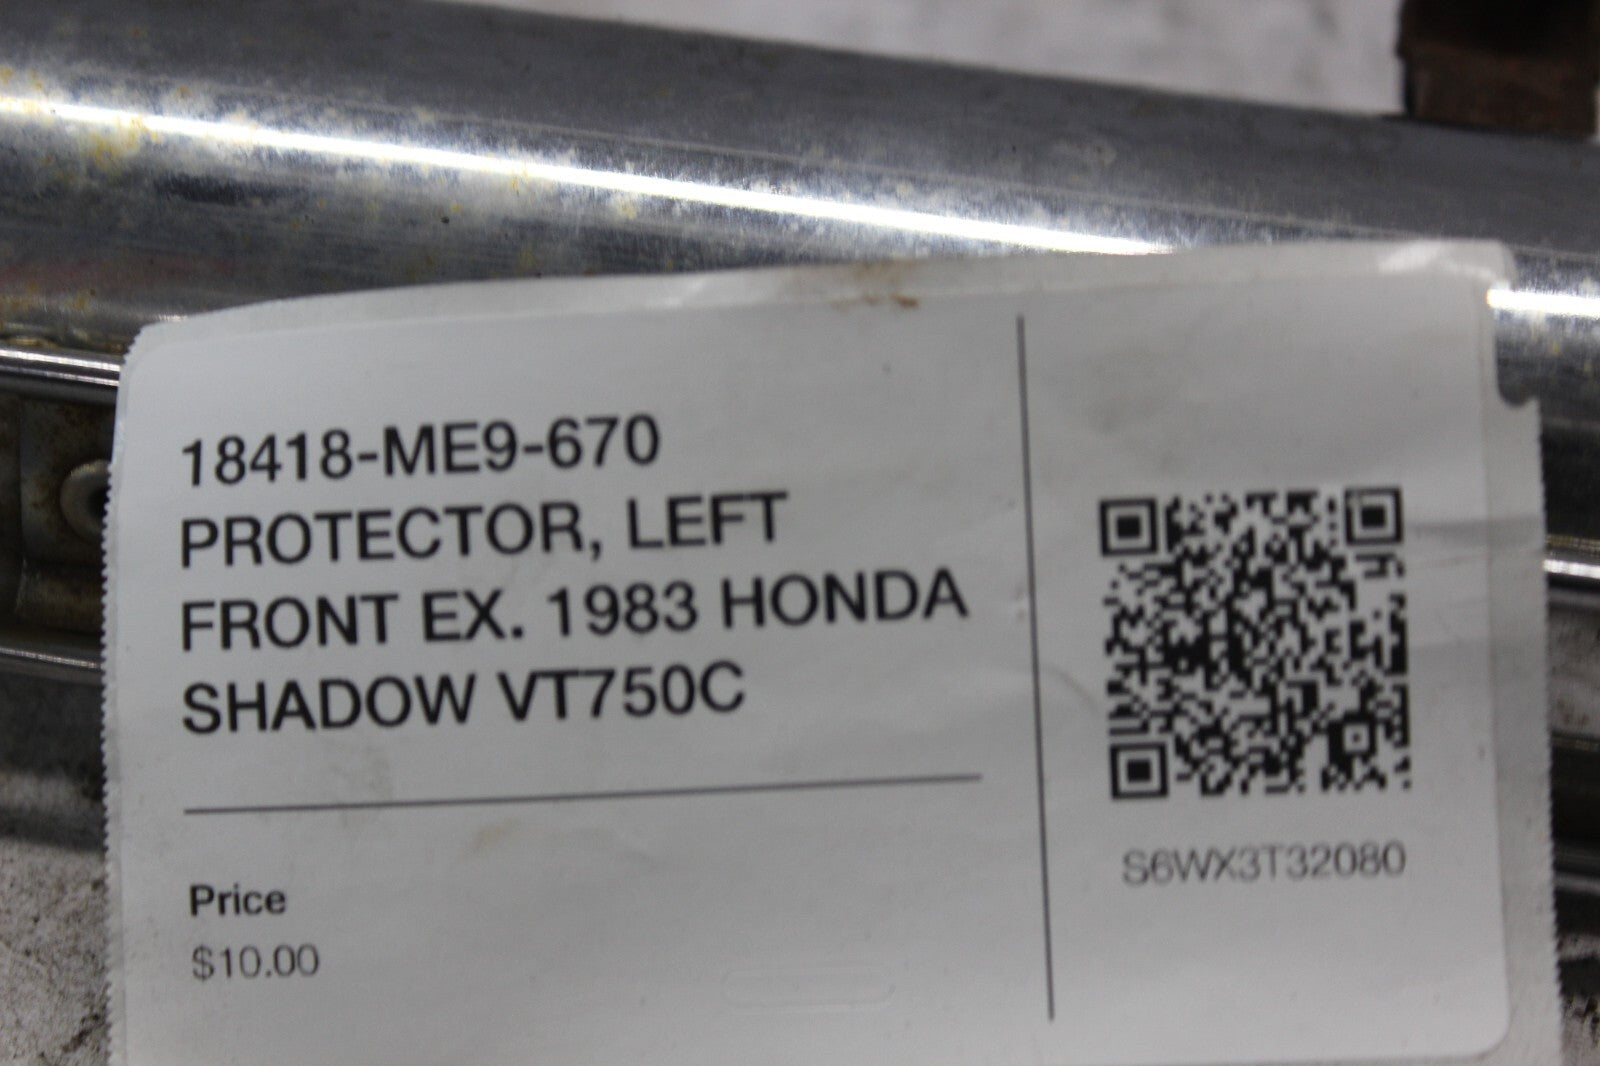 18418-ME9-670
PROTECTOR, LEFT
FRONT EX. 1983 HONDA
SHADOW VT750C
Price
$10.00
S6WX3T32080